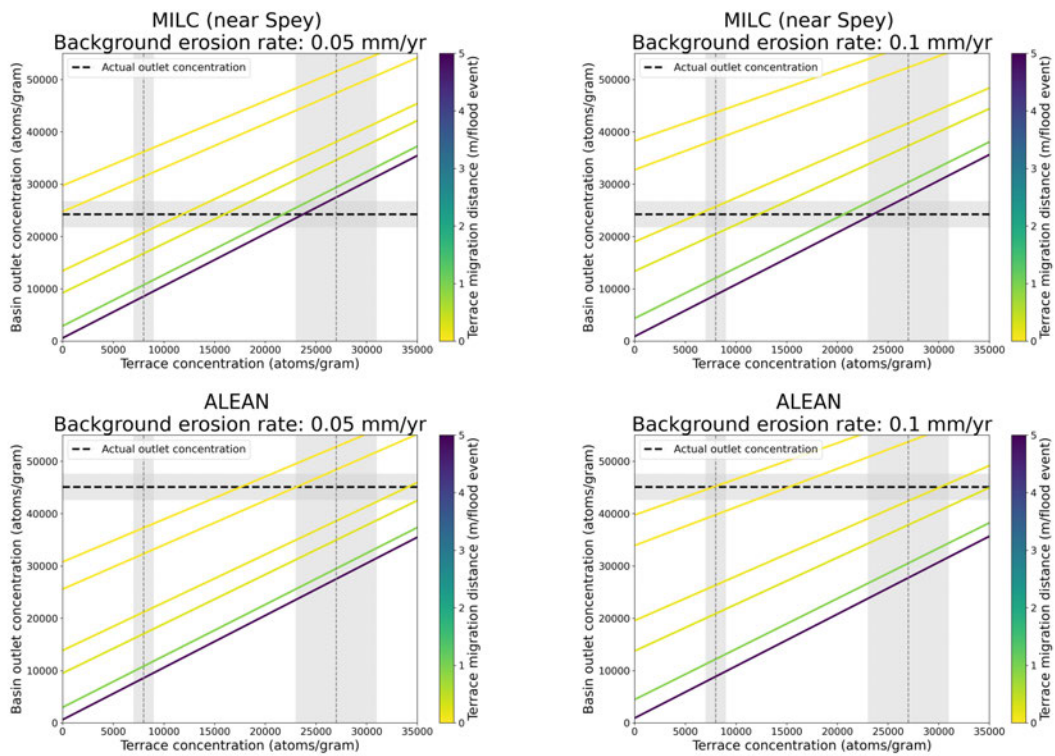 MILC (near Spey)
Background erosion rate: 0.05 mm/yr
Actual outlet concentration
Basin outlet concentration (atoms/gram)
50000
40000
30000
20000
10000
0
0 5000 10000 15000 20000 25000 30000 35000
Terrace concentration (atoms/gram)
5
4
3
2
1
0
Terrace migration distance (m/flood event)
MILC (near Spey)
Background erosion rate: 0.1 mm/yr
Actual outlet concentration
Basin outlet concentration (atoms/gram)
50000
40000
30000
20000
10000
0
0 5000 10000 15000 20000 25000 30000 35000
Terrace concentration (atoms/gram)
5
4
3
2
1
0
Terrace migration distance (m/flood event)
ALEAN
Background erosion rate: 0.05 mm/yr
Actual outlet concentration
Basin outlet concentration (atoms/gram)
50000
40000
30000
20000
10000
0
0 5000 10000 15000 20000 25000 30000 35000
Terrace concentration (atoms/gram)
5
4
3
2
1
0
Terrace migration distance (m/flood event)
ALEAN
Background erosion rate: 0.1 mm/yr
Actual outlet concentration
Basin outlet concentration (atoms/gram)
50000
40000
30000
20000
10000
0
0 5000 10000 15000 20000 25000 30000 35000
Terrace concentration (atoms/gram)
5
4
3
2
1
0
Terrace migration distance (m/flood event)